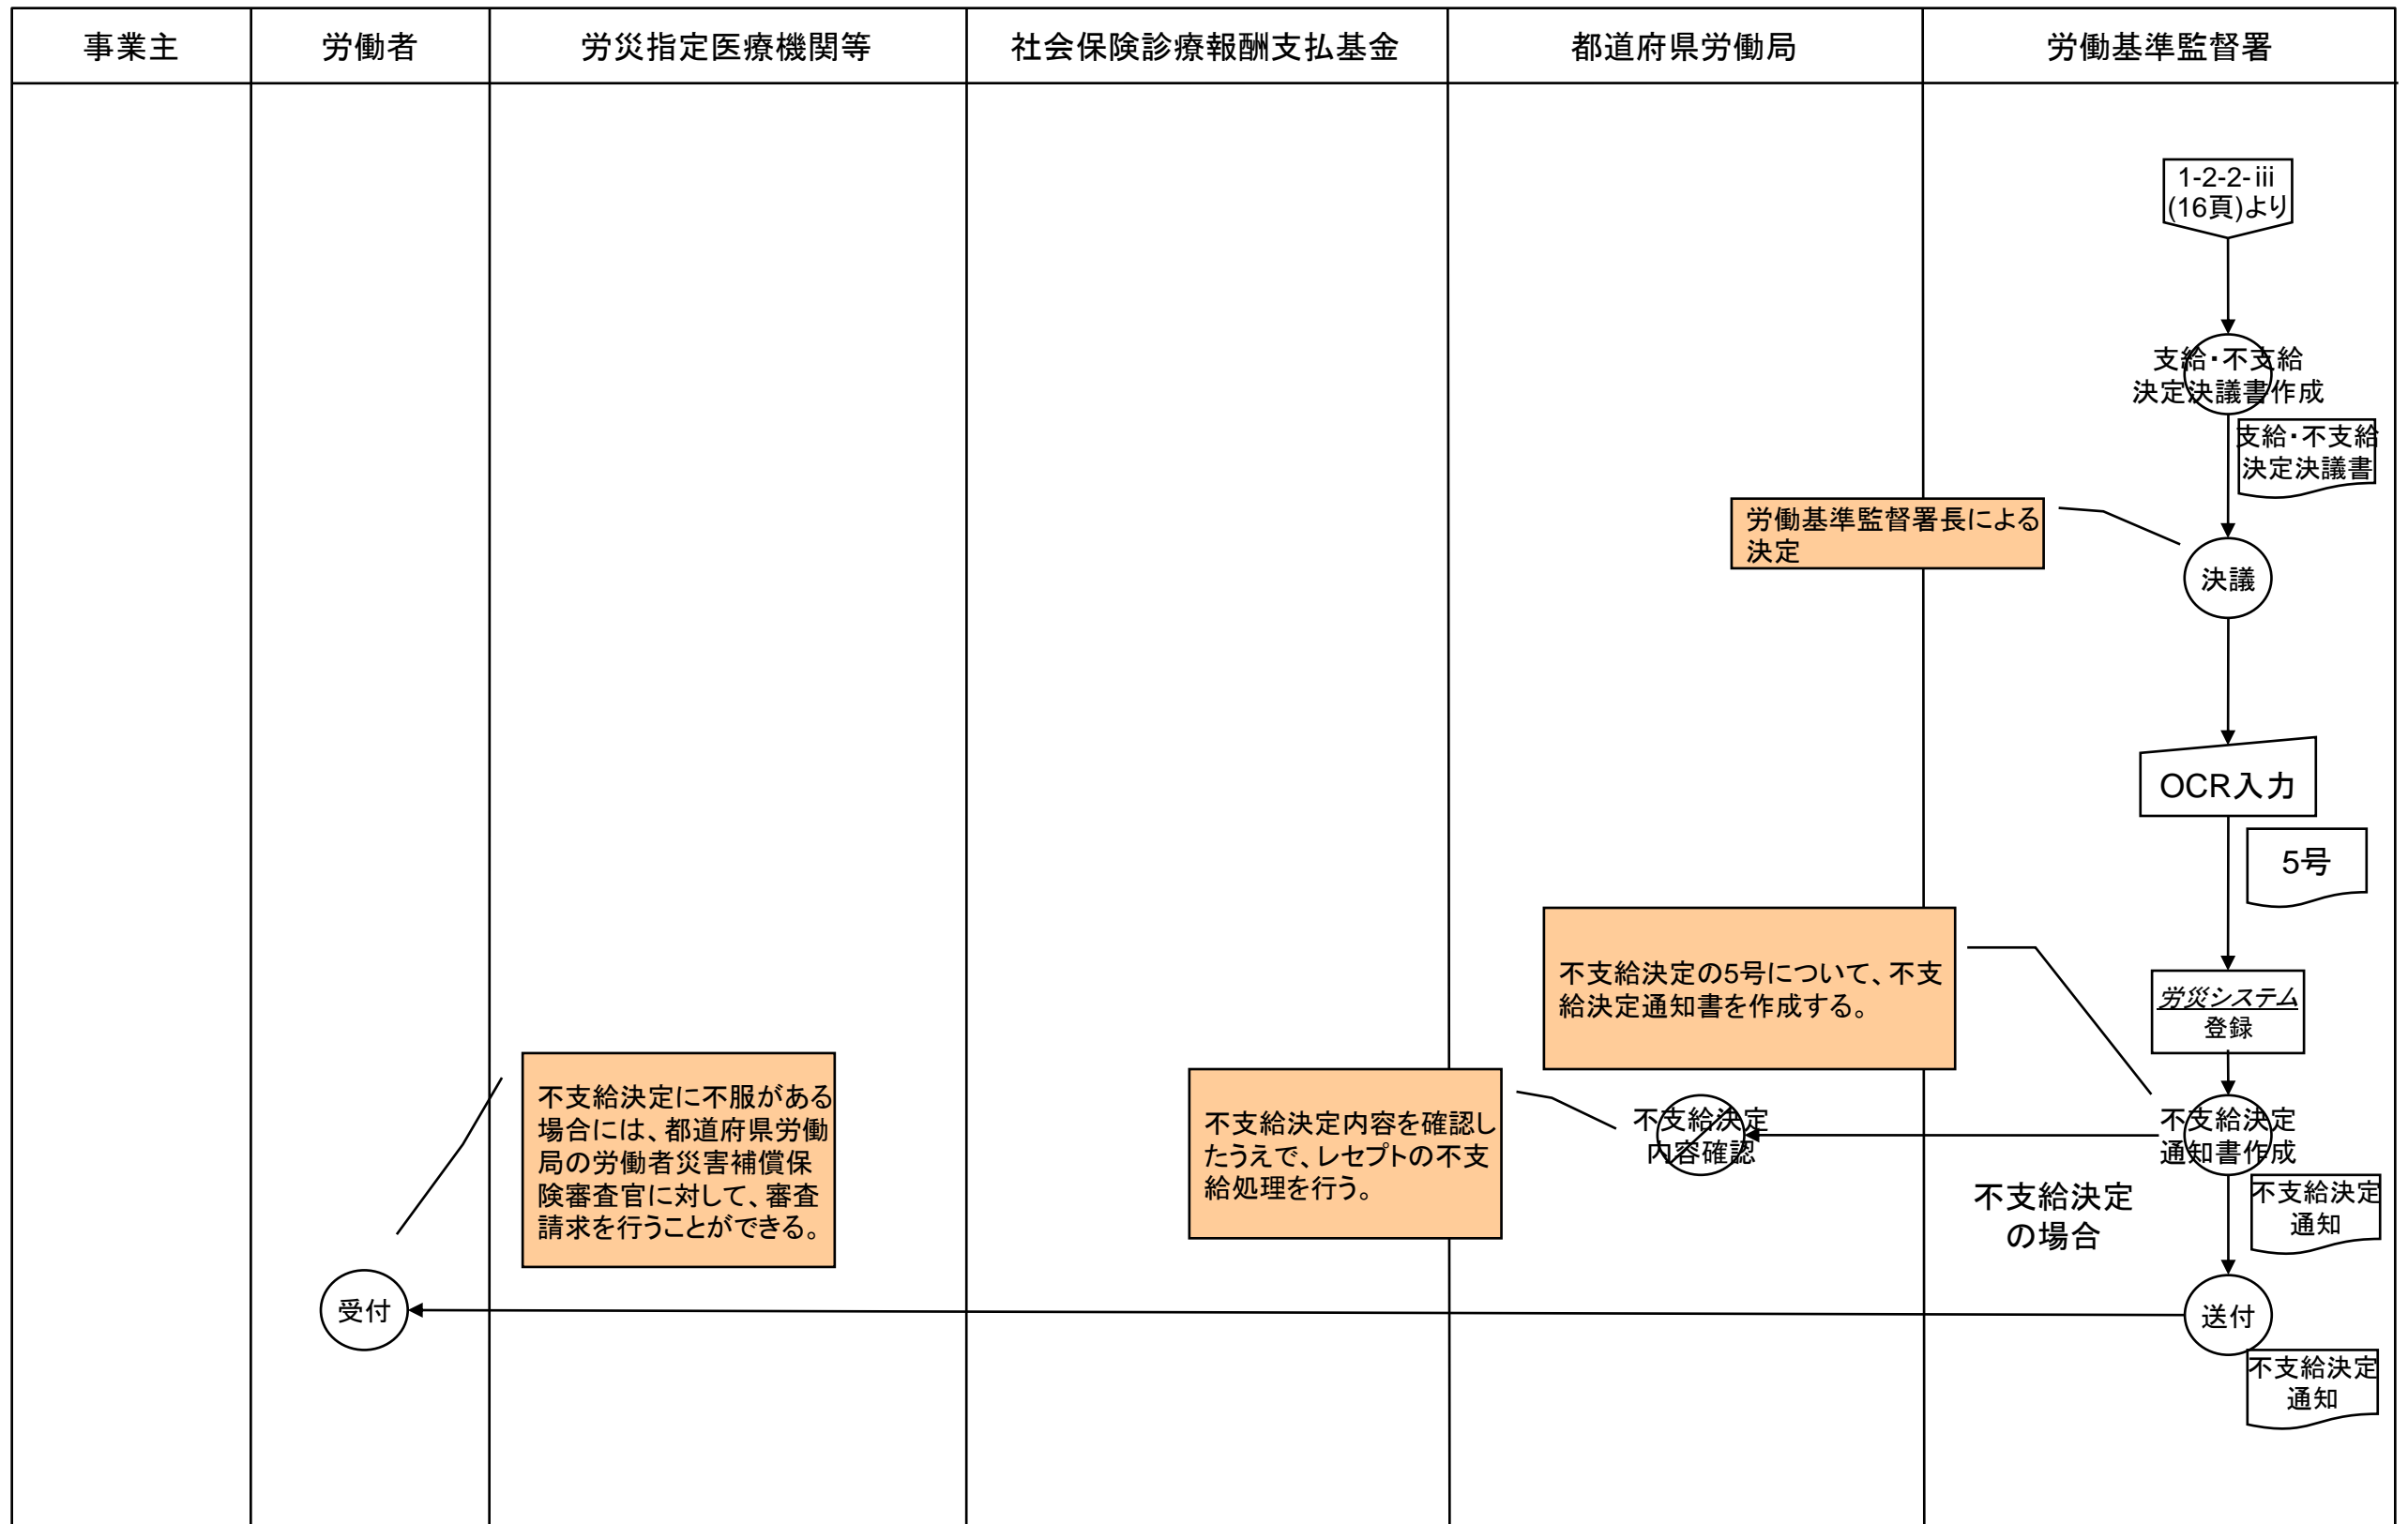 事業主
労働者
労災指定医療機関等
社会保険診療報酬支払基金
都道府県労働局
労働基準監督署
1-2-2-ⅲ
(16頁)より
支給・不支給
決定決議書作成
支給・不支給
決定決議書
労働基準監督署長による
決定
決議
OCR入力
5号
不支給決定の5号について、不支
給決定通知書を作成する。
労災システム
登録
不支給決定に不服がある
場合には、都道府県労働
局の労働者災害補償保
険審査官に対して、審査
請求を行うことができる。
不支給決定内容を確認し
たうえで、レセプトの不支
給処理を行う。
不支給決定
内容確認
不支給決定
通知書作成
不支給決定
の場合
不支給決定
通知
受付
送付
不支給決定
通知